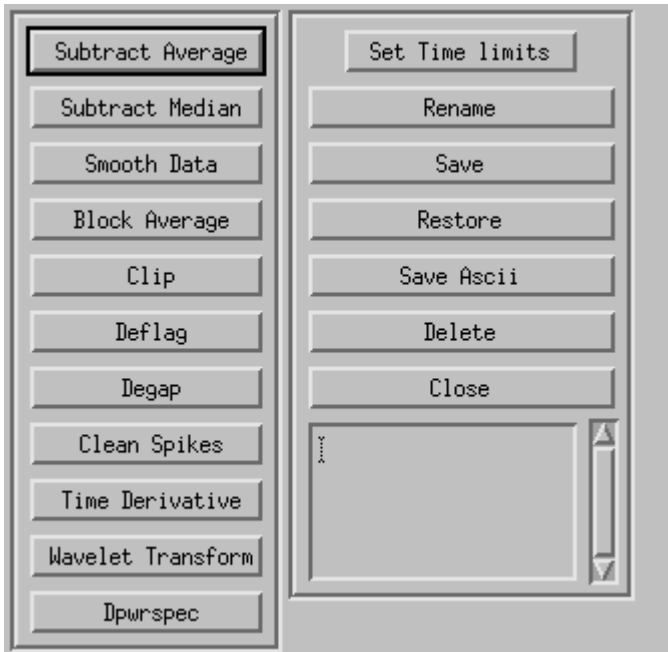 Subtract Average
Subtract Median
Smooth Data
Block Average
Clip
Deflag
Degap
Clean Spikes
Time Derivative
Wavelet Transform
Dpwrspec
Set Time limits
Rename
Save
Restore
Save Ascii
Delete
Close